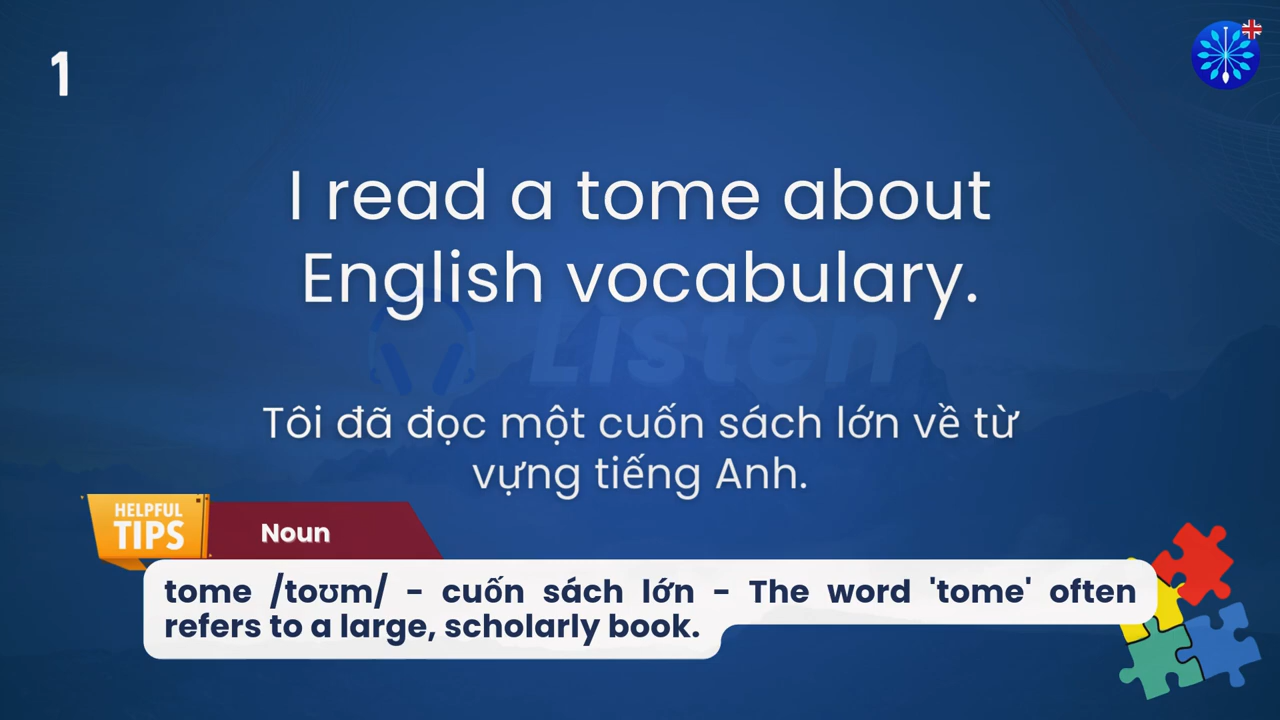 1
I read a tome about
English vocabulary.
Listen
Tôi đã đọc một cuốn sách lớn về từ
vựng tiếng Anh.
HELPFUL
TIPS
Noun
tome /toʊm/ - cuốn sách lớn - The word 'tome' often
refers to a large, scholarly book.